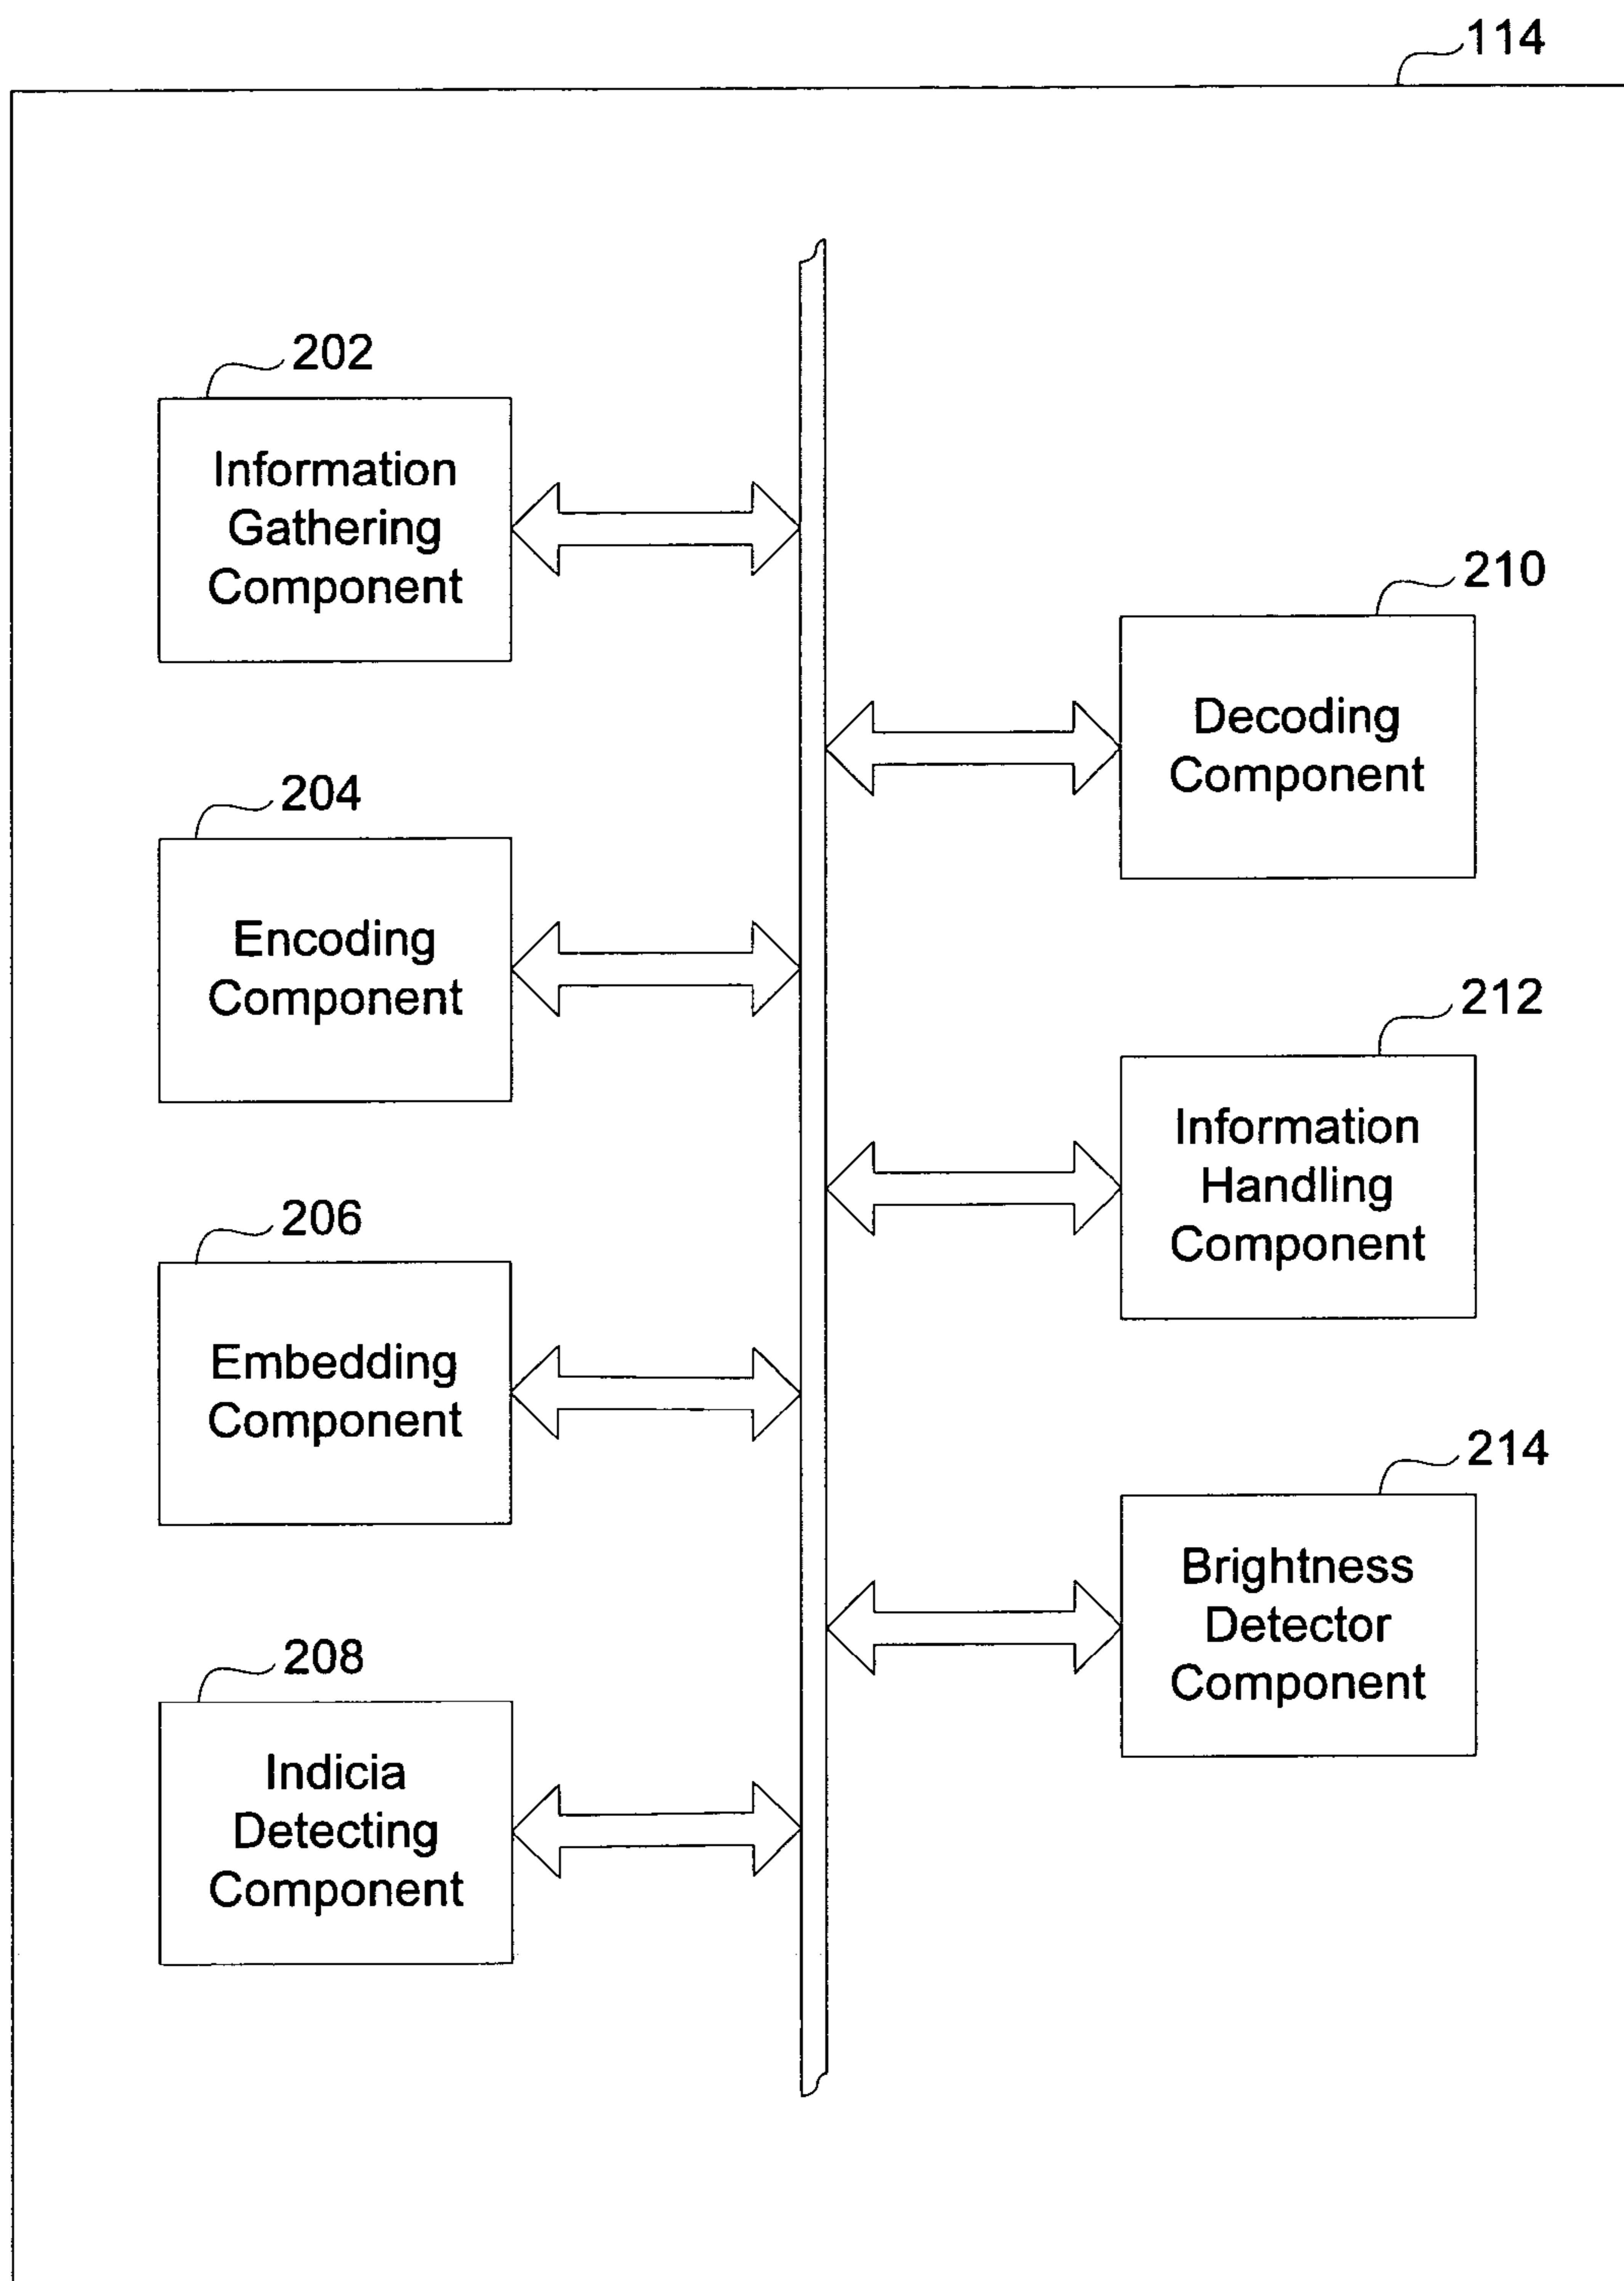 114
202
Information
Gathering
Component
210
Decoding
Component
204
Encoding
Component
212
Information
Handling
Component
206
Embedding
Component
214
Brightness
Detector
Component
208
Indicia
Detecting
Component